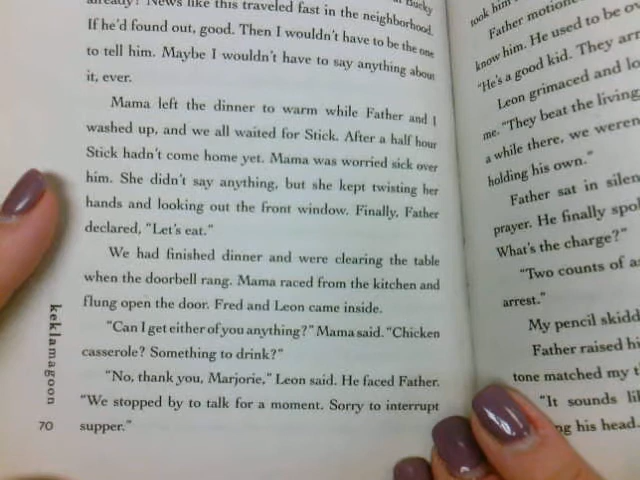 already? News like this traveled fast in the neighborhood.
If he'd found out, good. Then I wouldn't have to be the one
to tell him. Maybe I wouldn't have to say anything about
it, ever.
Mama left the dinner to warm while Father and I
washed up, and we all waited for Stick. After a half hour
Stick hadn't come home yet. Mama was worried sick over
him. She didn't say anything, but she kept twisting her
hands and looking out the front window. Finally, Father
declared, "Let's eat."
We had finished dinner and were clearing the table
when the doorbell rang. Mama raced from the kitchen and
flung open the door. Fred and Leon came inside.
"Can I get either of you anything?" Mama said. "Chicken
casserole? Something to drink?"
"No, thank you, Marjorie," Leon said. He faced Father.
"We stopped by to talk for a moment. Sorry to interrupt
supper."
keklamagoon
70
took him
Father motion
know him. He used to be ov
"He's a good kid. They arr
Leon grimaced and lo
me. "They beat the living
a while there, we weren
holding his own."
Father sat in silen
prayer. He finally spo
What's the charge?"
"Two counts of a
arrest."
My pencil skidd
Father raised hi
tone matched my t
"It sounds li
ng his head.